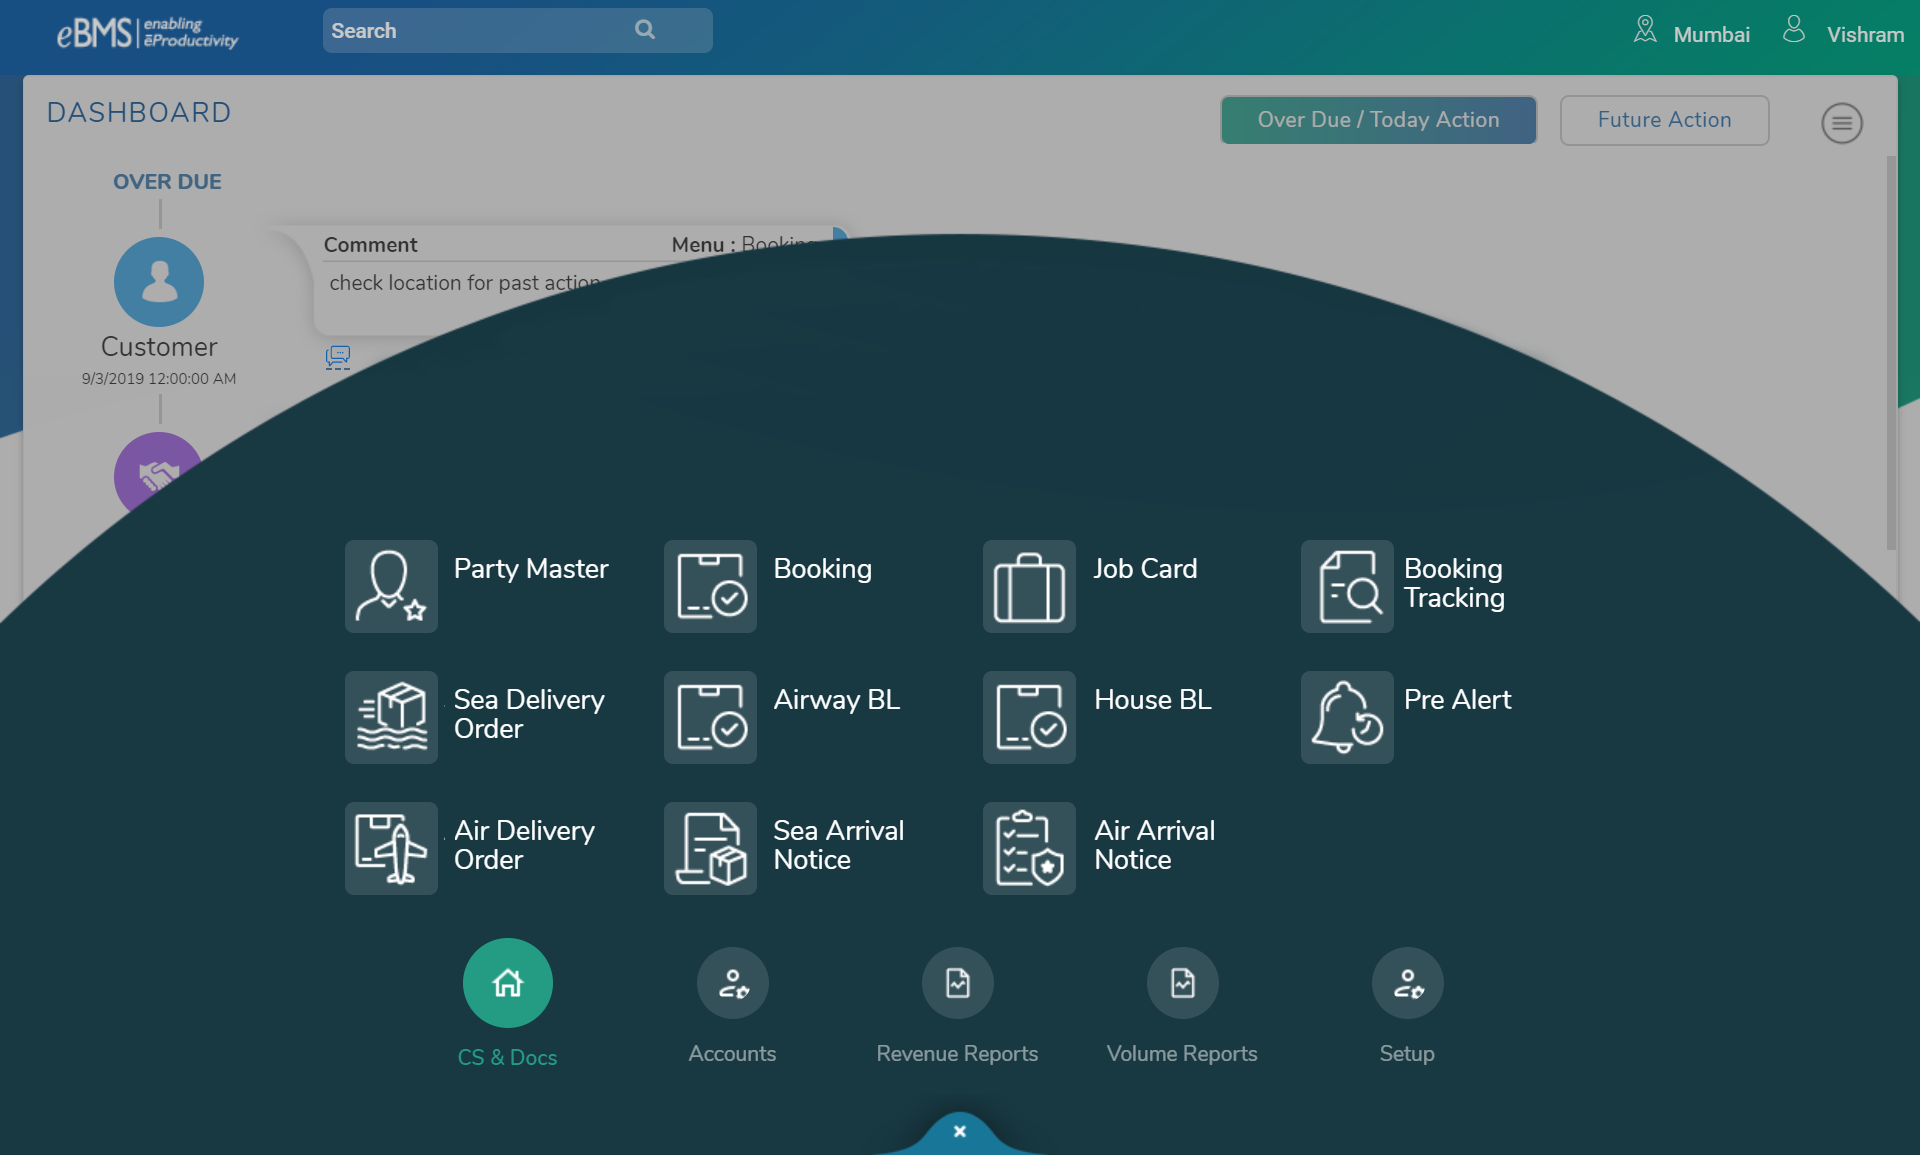 eBMS enabling
eProductivity
Search
Mumbai
Vishram
DASHBOARD
Over Due / Today Action
Future Action
OVER DUE
Comment
Menu : Booking
check location for past action
Customer
9/3/2019 12:00:00 AM
Party Master
Booking
Job Card
Booking
Tracking
Sea Delivery
Order
Airway BL
House BL
Pre Alert
Air Delivery
Order
Sea Arrival
Notice
Air Arrival
Notice
CS & Docs
Accounts
Revenue Reports
Volume Reports
Setup